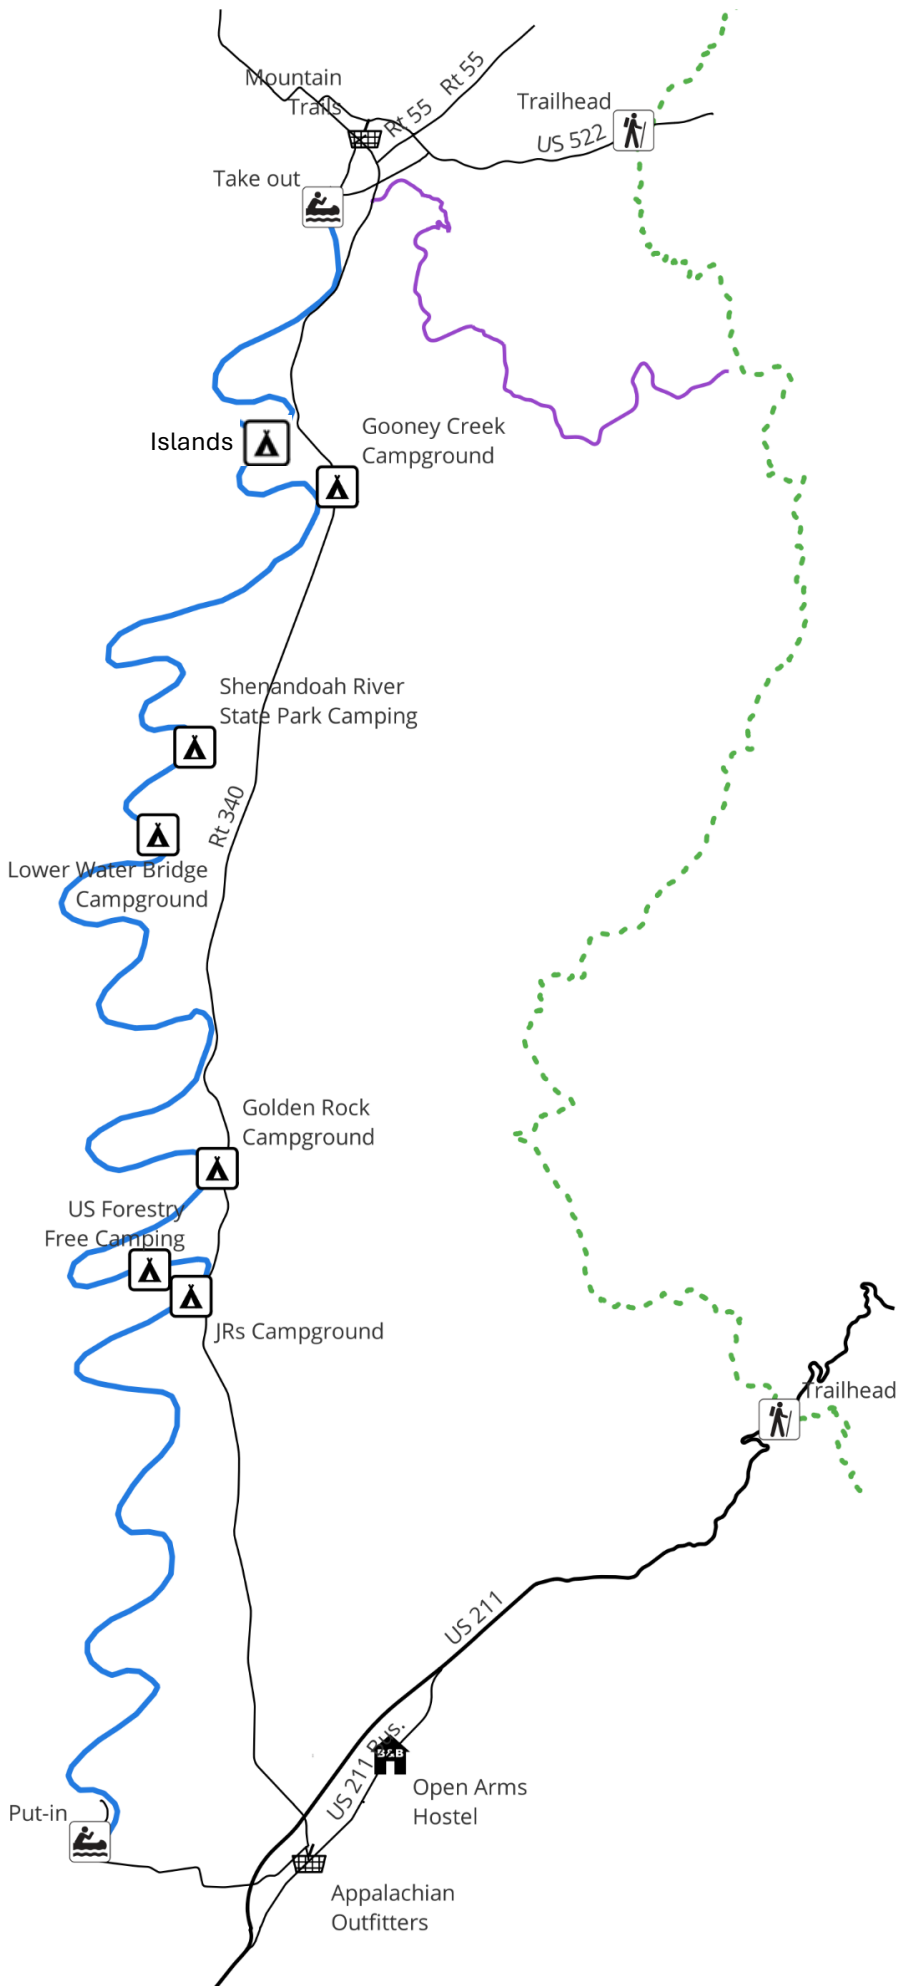 Mountain
Trails
Rt 55
Rt 55
Trailhead
US 522
Take out
Gooney Creek
Campground
Islands
Shenandoah River
State Park Camping
Rt 340
Lower Water Bridge
Campground
Golden Rock
Campground
US Forestry
Free Camping
JRs Campground
Trailhead
US 211
US 211 Bus.
B&B
Open Arms
Hostel
Put-in
Appalachian
Outfitters